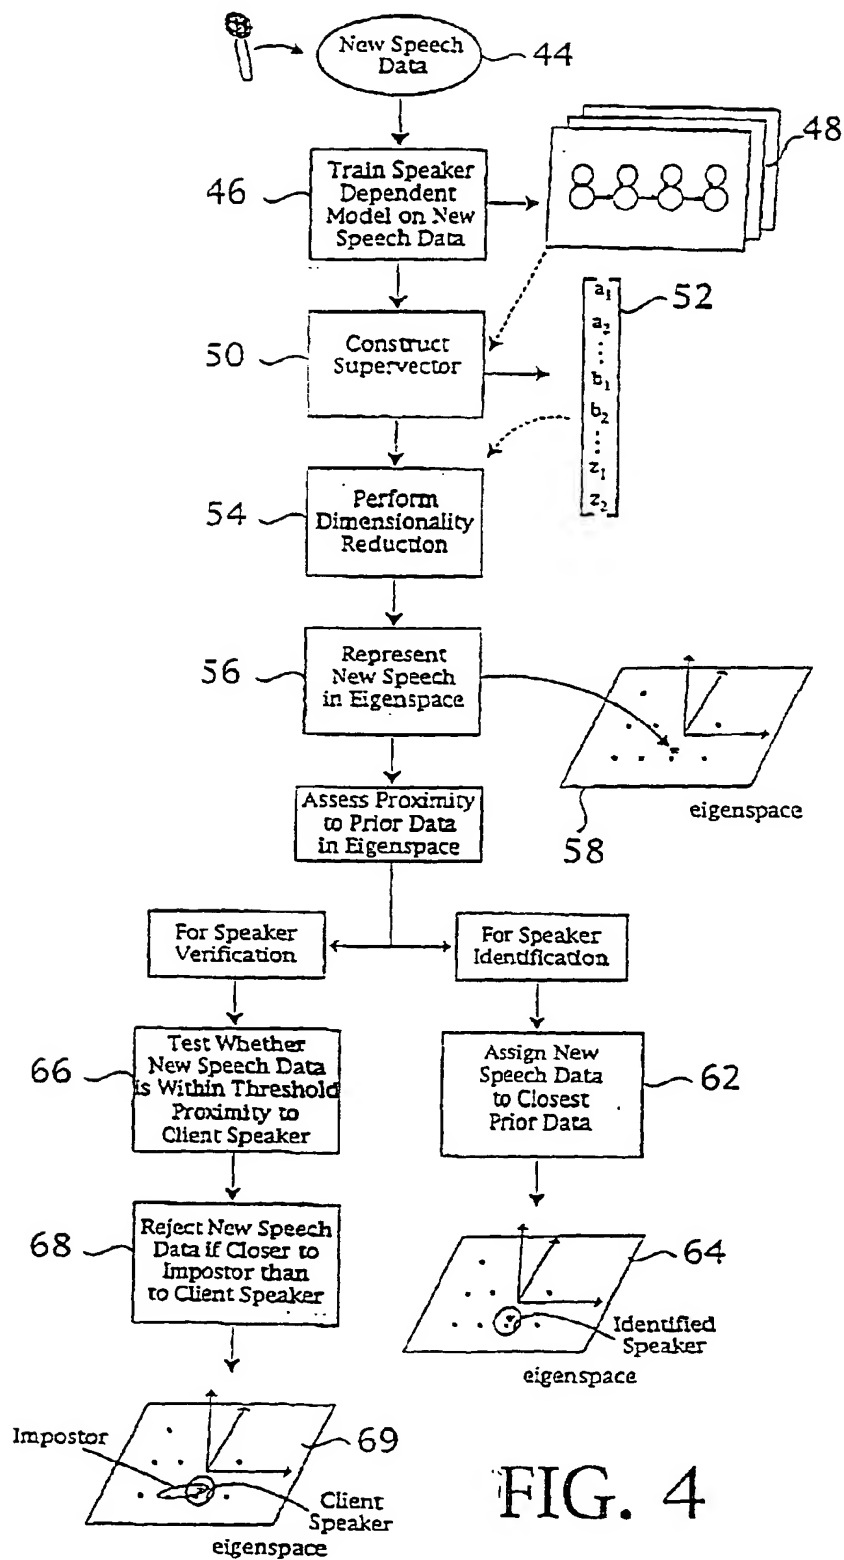 New Speech
Data
44
48
46
Train Speaker
Dependent
Model on New
Speech Data
52
a1
a2
⋮
b1
b2
⋮
z1
z2
50
Construct
Supervector
54
Perform
Dimensionality
Reduction
56
Represent
New Speech
in Eigenspace
eigenspace
58
Assess Proximity
to Prior Data
in Eigenspace
For Speaker
Verification
For Speaker
Identification
66
Test Whether
New Speech Data
is Within Threshold
Proximity to
Client Speaker
Assign New
Speech Data
to Closest
Prior Data
62
68
Reject New Speech
Data if Closer to
Impostor than
to Client Speaker
64
Identified
Speaker
eigenspace
Impostor
69
Client
Speaker
eigenspace
FIG. 4